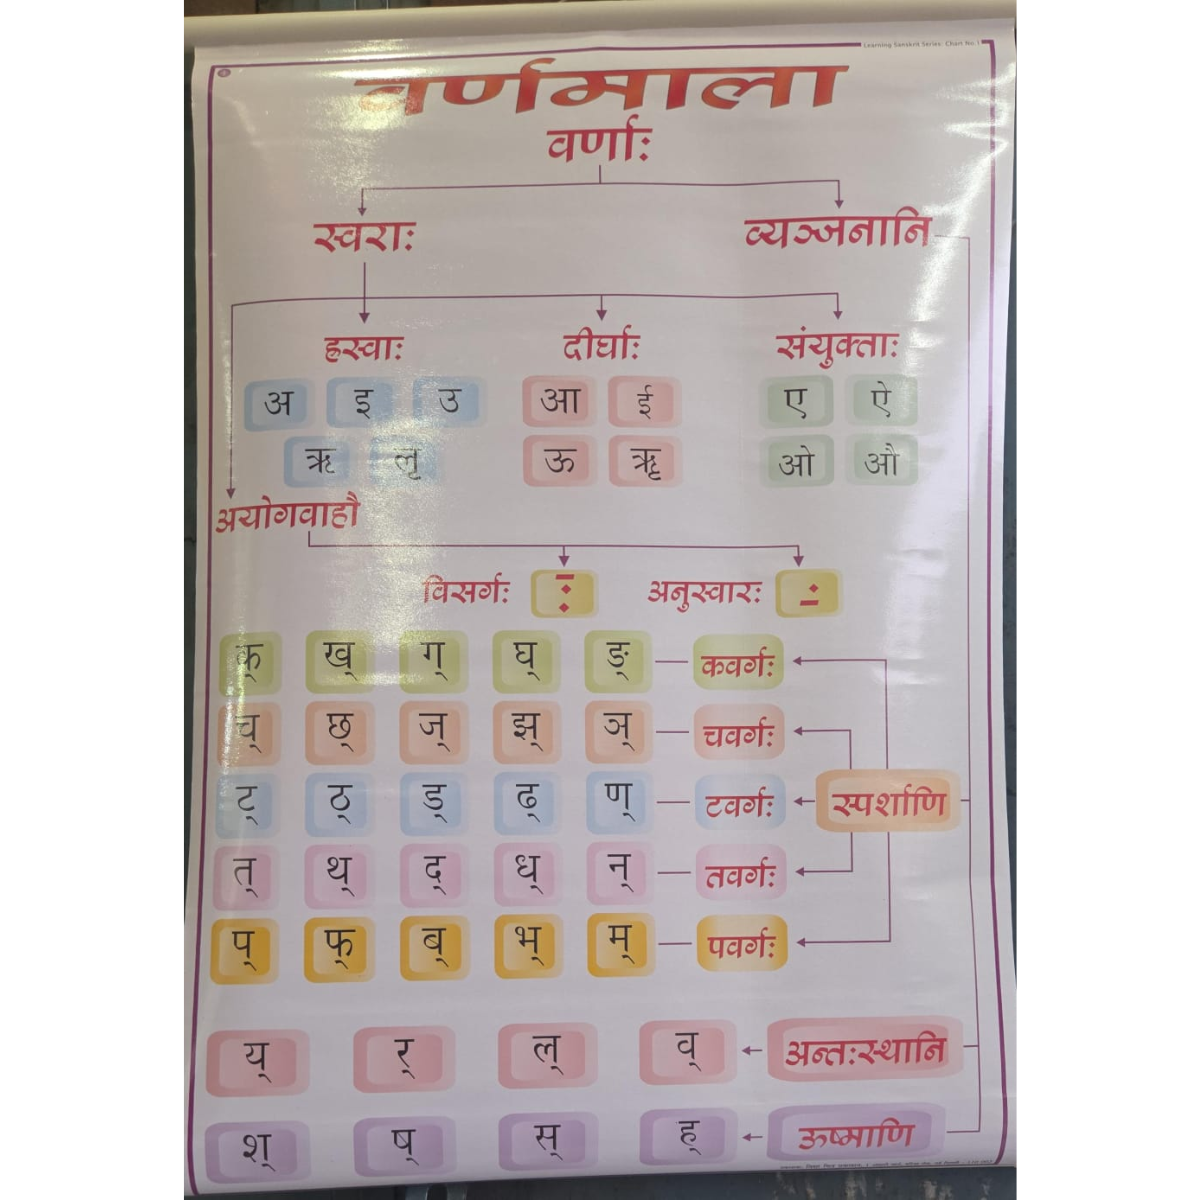 Learning Sanskrit Series- Chart No.1
वर्णमाला
वर्णाः
स्वराः व्यञ्जनानि
ह्रस्वाः दीर्घाः संयुक्ताः
अ इ उ आ ई ए ऐ
ऋ लृ ऊ ॠ ओ औ
अयोगवाहौ
विसर्गः अनुस्वारः
क् ख् ग् घ् ङ् कवर्गः
च् छ् ज् झ् ञ् चवर्गः
ट् ठ् ड् ढ् ण् टवर्गः स्पर्शाणि
त् थ् द् ध् न् तवर्गः
प् फ् ब् भ् म् पवर्गः
य् र् ल् व् अन्तःस्थानि
श् ष् स् ह् ऊष्माणि